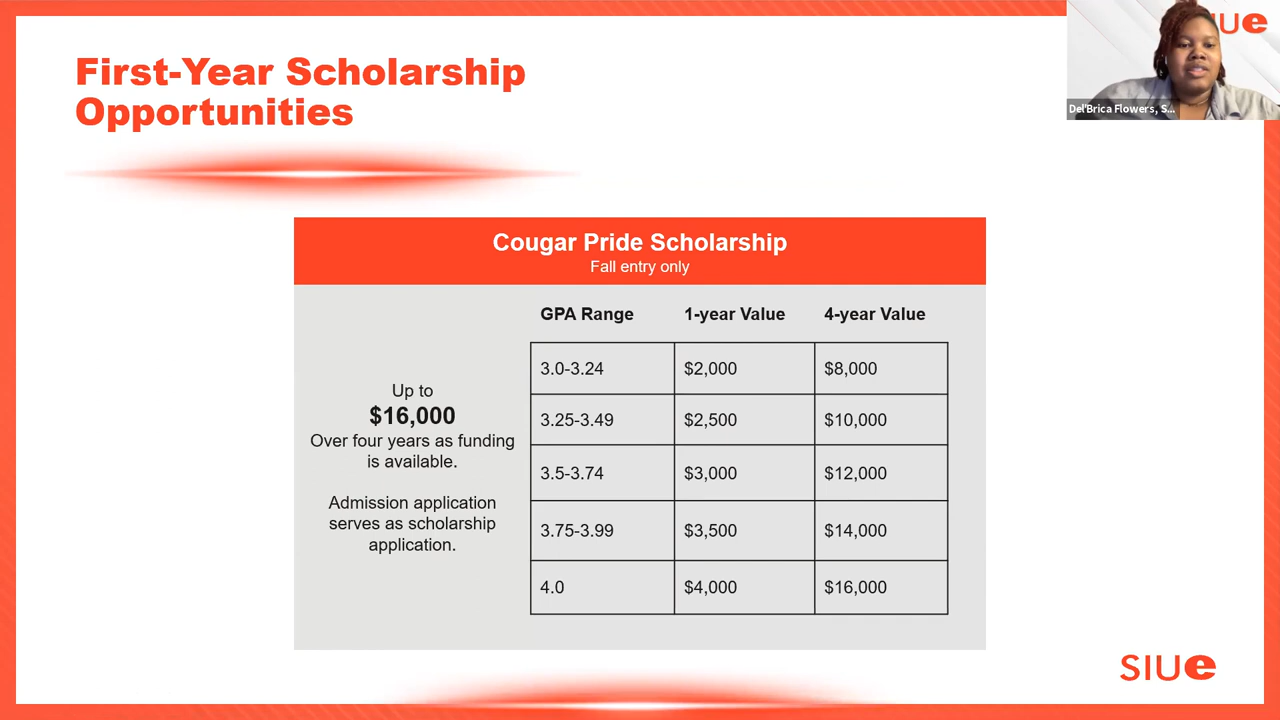 First-Year Scholarship
Opportunities
UE
Del'Brica Flowers, S...
Cougar Pride Scholarship
Fall entry only
GPA Range 1-year Value 4-year Value
3.0-3.24 $2,000 $8,000
3.25-3.49 $2,500 $10,000
3.5-3.74 $3,000 $12,000
3.75-3.99 $3,500 $14,000
4.0 $4,000 $16,000
Up to
$16,000
Over four years as funding
is available.
Admission application
serves as scholarship
application.
SIUE